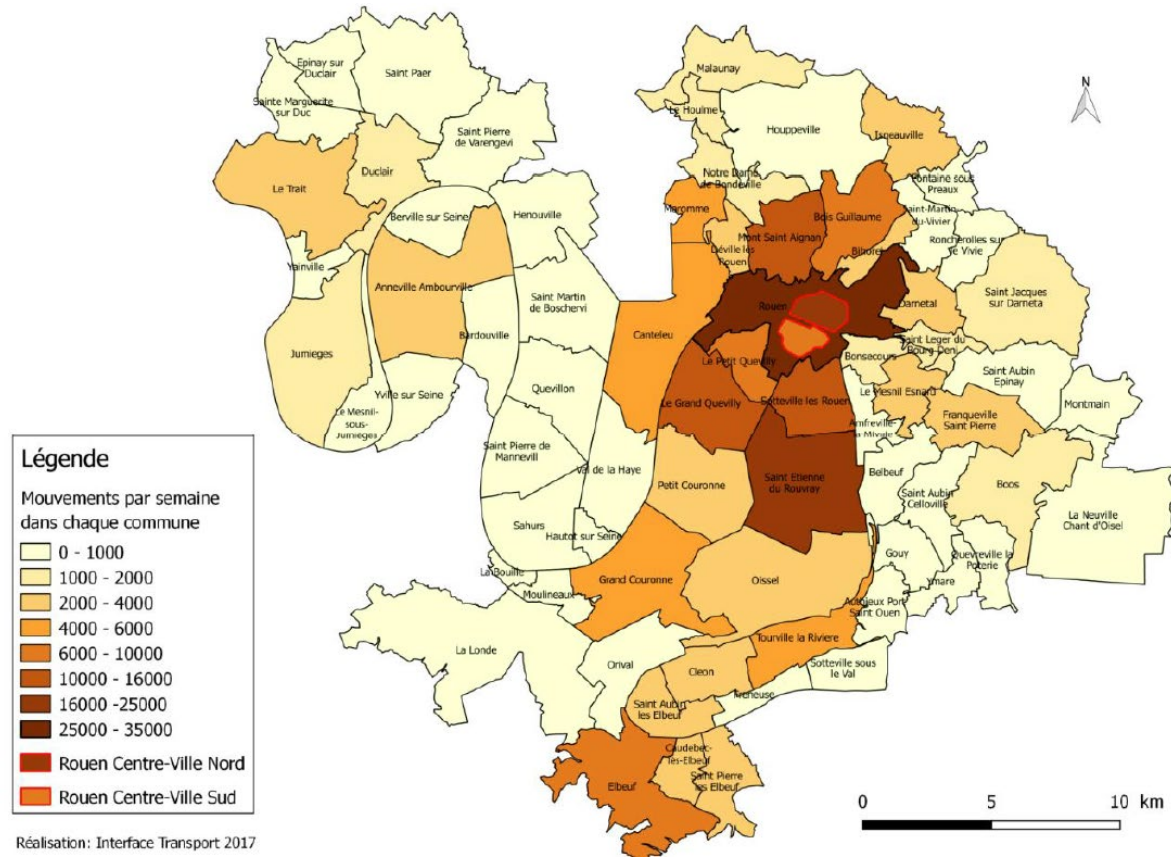 Epinay sur
Duclair
Saint Paer
Sainte Marguerite
sur Duc
Saint Pierre
de Varengevi
Malaunay
Le Houlme
Houppeville
Isneauville
N
Le Trait
Duclair
Notre Dame
de Bondeville
Fontaine sous
Preaux
Berville sur Seine
Henouville
Maromme
Bois Guillaume
Saint-Martin
du-Vivier
Mont Saint Aignan
Déville les
Rouen
Bihorel
Roncherolles sur
le Vivie
Yainville
Anneville Ambourville
Saint Martin
de Boschervi
Rouen
Darnetal
Saint Jacques
sur Darneta
Bardouville
Canteleu
Jumieges
Le Petit Quevilly
Bonsecours
Saint Leger du
Bourg-Deni
Saint Aubin
Epinay
Yville sur Seine
Quevillon
Le Grand Quevilly
Sotteville les Rouen
Le Mesnil Esnard
Montmain
Le Mesnil-
sous-
Jumieges
Amfreville-
la-Mivoie
Franqueville
Saint Pierre
Saint Pierre de
Mannevill
Val de la Haye
Belbeuf
Petit Couronne
Saint Etienne
du Rouvray
Saint Aubin
Celloville
Boos
La Neuville
Chant d'Oisel
Sahurs
Hautot sur Seine
Gouy
Quevreville la
Poterie
La Bouille
Grand Couronne
Oissel
Ymare
Moulineaux
Port
Saint Ouen
La Londe
Orival
Tourville la Riviere
Cleon
Sotteville sous
le Val
Freneuse
Saint Aubin
les Elbeuf
Caudebec-
les-Elbeuf
Elbeuf
Saint Pierre
les Elbeuf
Légende
Mouvements par semaine
dans chaque commune
0 - 1000
1000 - 2000
2000 - 4000
4000 - 6000
6000 - 10000
10000 - 16000
16000 -25000
25000 - 35000
Rouen Centre-Ville Nord
Rouen Centre-Ville Sud
0 5 10 km
Réalisation: Interface Transport 2017